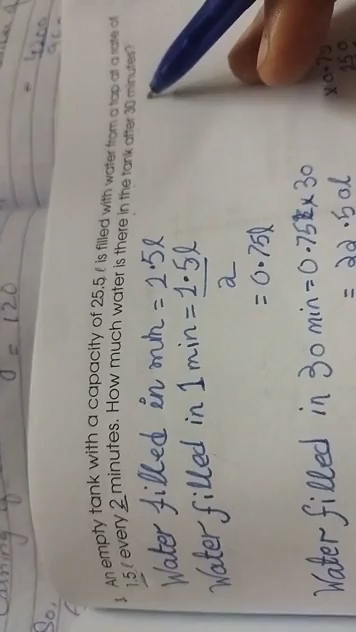 An empty tank with a capacity of 25.5 l is filled with water from a tap at a rate of
1.5 l every 2 minutes. How much water is there in the tank after 30 minutes?
Water filled in min = 1.5l
Water filled in 1 min = 1.5l
2
= 0.75l
Water filled in 30 min = 0.75 x 30
= 22.5 l
= 120